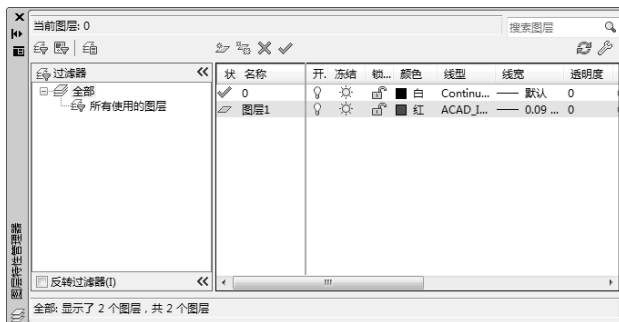 当前图层: 0
搜索图层
过滤器
全部
所有使用的图层
反转过滤器(I)
状 名称 开. 冻结 锁... 颜色 线型 线宽 透明度
0 白 Continu... 默认 0
图层1 红 ACAD_I... 0.09 ... 0
全部: 显示了 2 个图层，共 2 个图层
图层特性管理器